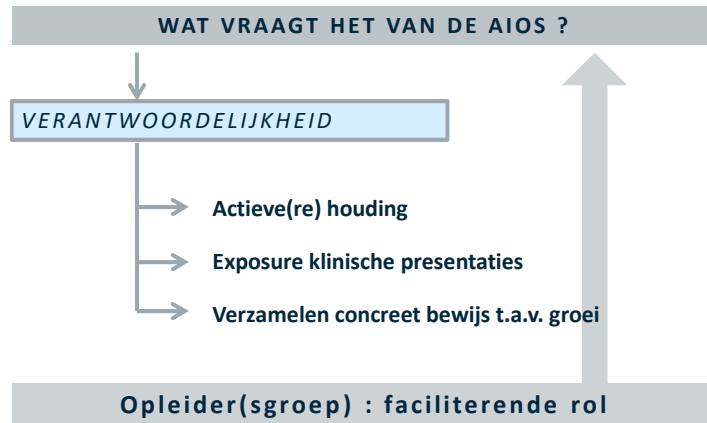 WAT VRAAGT HET VAN DE AIOS ?
VERANTWOORDELIJKHEID
Actieve(re) houding
Exposure klinische presentaties
Verzamelen concreet bewijs t.a.v. groei
Opleider(sgroep) : faciliterende rol